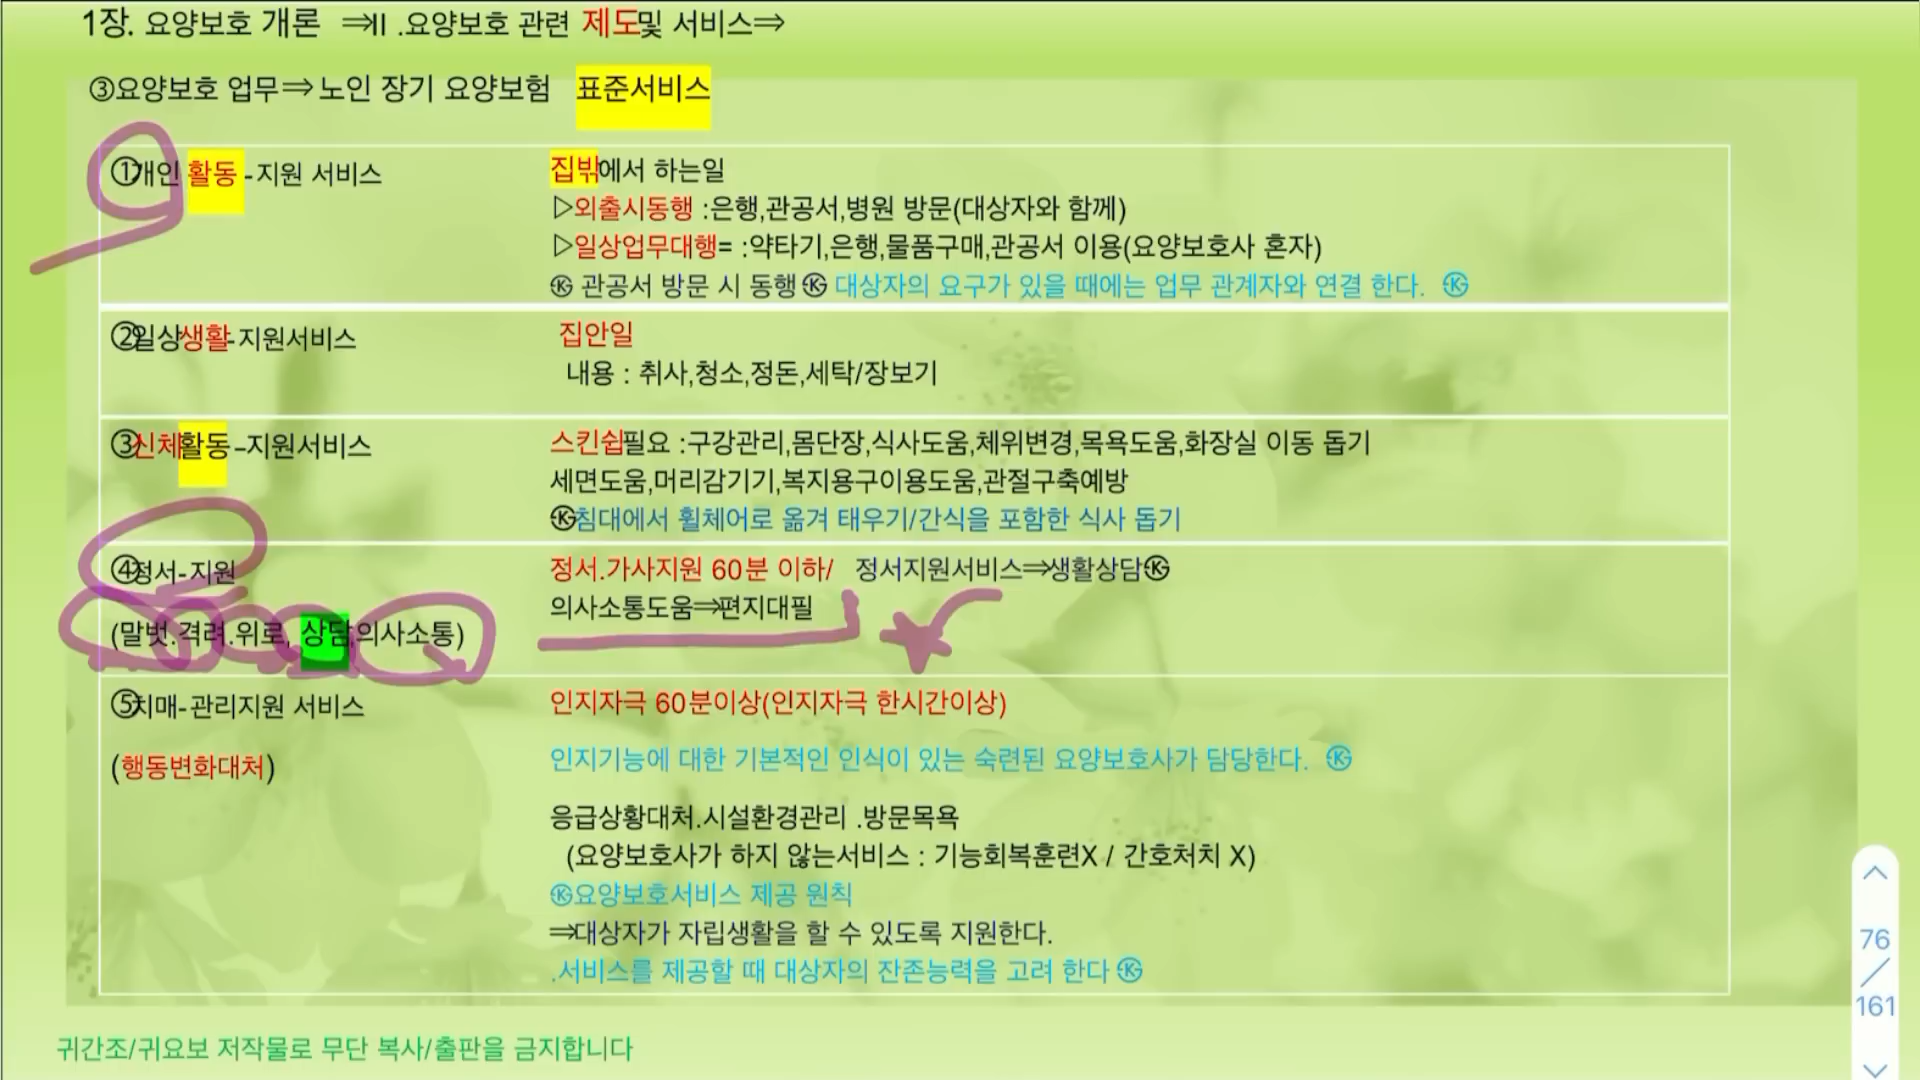 1장. 요양보호 개론 ⇒II .요양보호 관련 제도및 서비스⇒
③요양보호 업무⇒노인 장기 요양보험 표준서비스
①개인 활동-지원 서비스
집밖에서 하는일
▷외출시동행 :은행,관공서,병원 방문(대상자와 함께)
▷일상업무대행= :약타기,은행,물품구매,관공서 이용(요양보호사 혼자)
Ⓚ 관공서 방문 시 동행Ⓚ 대상자의 요구가 있을 때에는 업무 관계자와 연결 한다. Ⓚ
②일상생활-지원서비스
집안일
내용 : 취사,청소,정돈,세탁/장보기
③신체활동-지원서비스
스킨쉽필요 :구강관리,몸단장,식사도움,체위변경,목욕도움,화장실 이동 돕기
세면도움,머리감기기,복지용구이용도움,관절구축예방
Ⓚ침대에서 휠체어로 옮겨 태우기/간식을 포함한 식사 돕기
④정서-지원
(말벗.격려.위로, 상담,의사소통)
정서.가사지원 60분 이하/ 정서지원서비스⇒생활상담Ⓚ
의사소통도움⇒편지대필
⑤치매-관리지원 서비스
(행동변화대처)
인지자극 60분이상(인지자극 한시간이상)
인지기능에 대한 기본적인 인식이 있는 숙련된 요양보호사가 담당한다. Ⓚ
응급상황대처.시설환경관리 .방문목욕
(요양보호사가 하지 않는서비스 : 기능회복훈련X / 간호처치 X)
Ⓚ요양보호서비스 제공 원칙
⇒대상자가 자립생활을 할 수 있도록 지원한다.
.서비스를 제공할 때 대상자의 잔존능력을 고려 한다 Ⓚ
76
/
161
귀간조/귀요보 저작물로 무단 복사/출판을 금지합니다